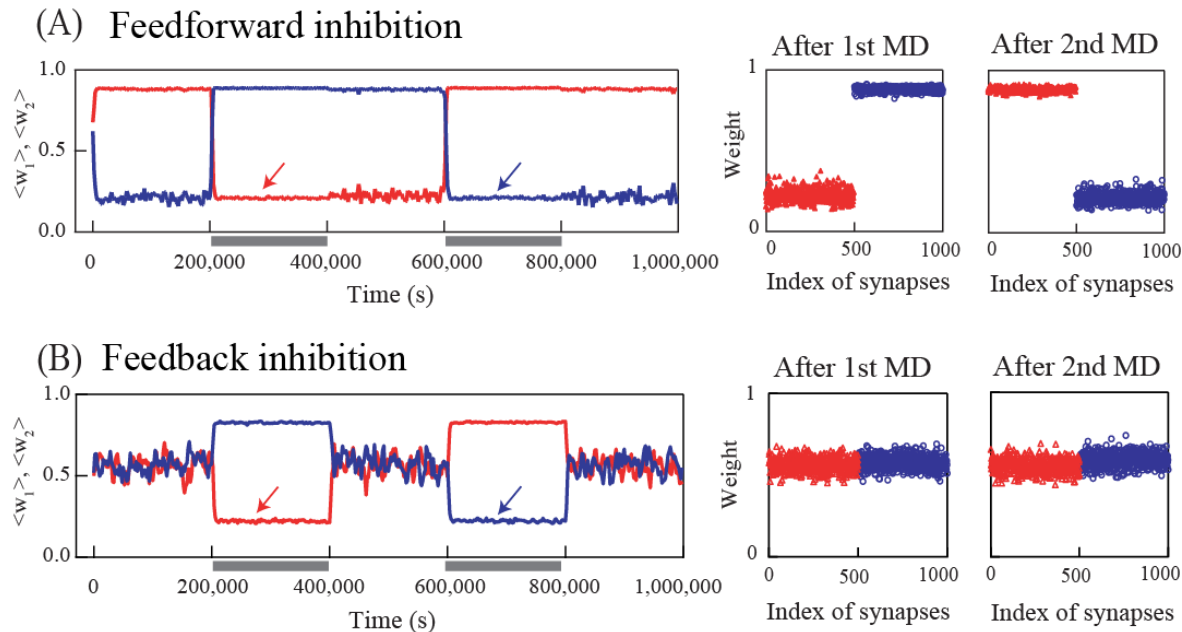 (A) Feedforward inhibition
After 1st MD
After 2nd MD
<w1>, <w2>
1.0
0.5
0.0
0
200,000
400,000
600,000
800,000
1,000,000
Time (s)
Weight
1
0
0
500
1000
Index of synapses
0
500
1000
Index of synapses
(B) Feedback inhibition
After 1st MD
After 2nd MD
<w1>, <w2>
1.0
0.5
0.0
0
200,000
400,000
600,000
800,000
1,000,000
Time (s)
Weight
1
0
0
500
1000
Index of synapses
0
500
1000
Index of synapses